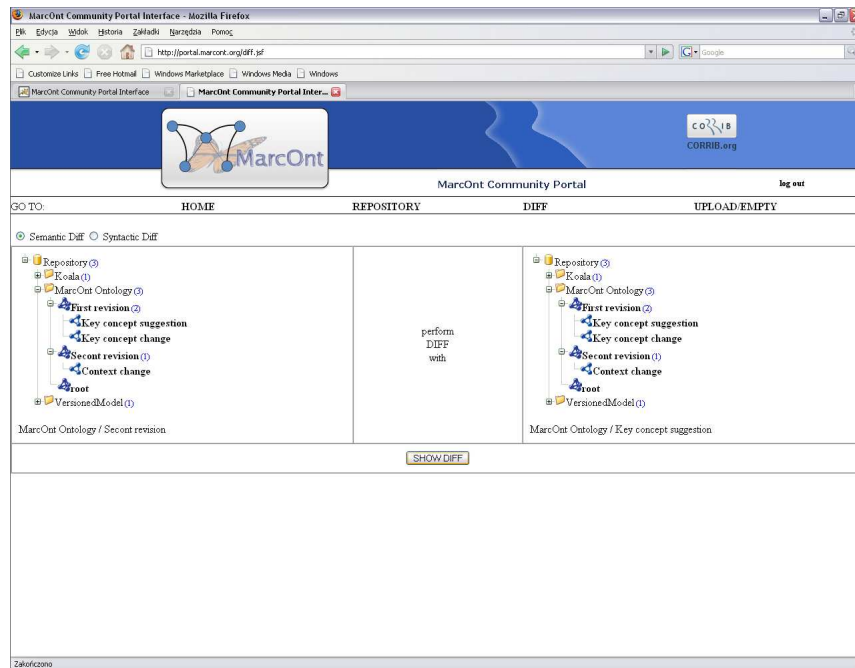 MarcOnt Community Portal Interface - Mozilla Firefox
Plik Edycja Widok Historia Zakładki Narzędzia Pomoc
http://portal.marcont.org/diff.jsf
Google
Customize Links Free Hotmail Windows Marketplace Windows Media Windows
MarcOnt Community Portal Interface
MarcOnt Community Portal Inter...
MarcOnt
CORRIB
CORRIB.org
MarcOnt Community Portal
log out
GO TO: HOME REPOSITORY DIFF UPLOAD/EMPTY
Semantic Diff Syntactic Diff
Repository (3)
Koala (1)
MarcOnt Ontology (3)
First revision (2)
Key concept suggestion
Key concept change
Secont revision (1)
Context change
root
VersionedModel (1)
MarcOnt Ontology / Secont revision
perform
DIFF
with
Repository (3)
Koala (1)
MarcOnt Ontology (3)
First revision (2)
Key concept suggestion
Key concept change
Secont revision (1)
Context change
root
VersionedModel (1)
MarcOnt Ontology / Key concept suggestion
SHOW DIFF
Zakończono